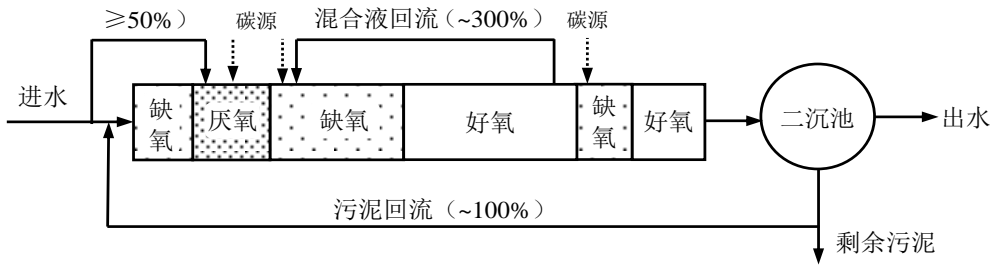 ≥50%）
碳源
混合液回流（~300%）
碳源
进水
缺氧
厌氧
缺氧
好氧
缺氧
好氧
二沉池
出水
污泥回流（~100%）
剩余污泥